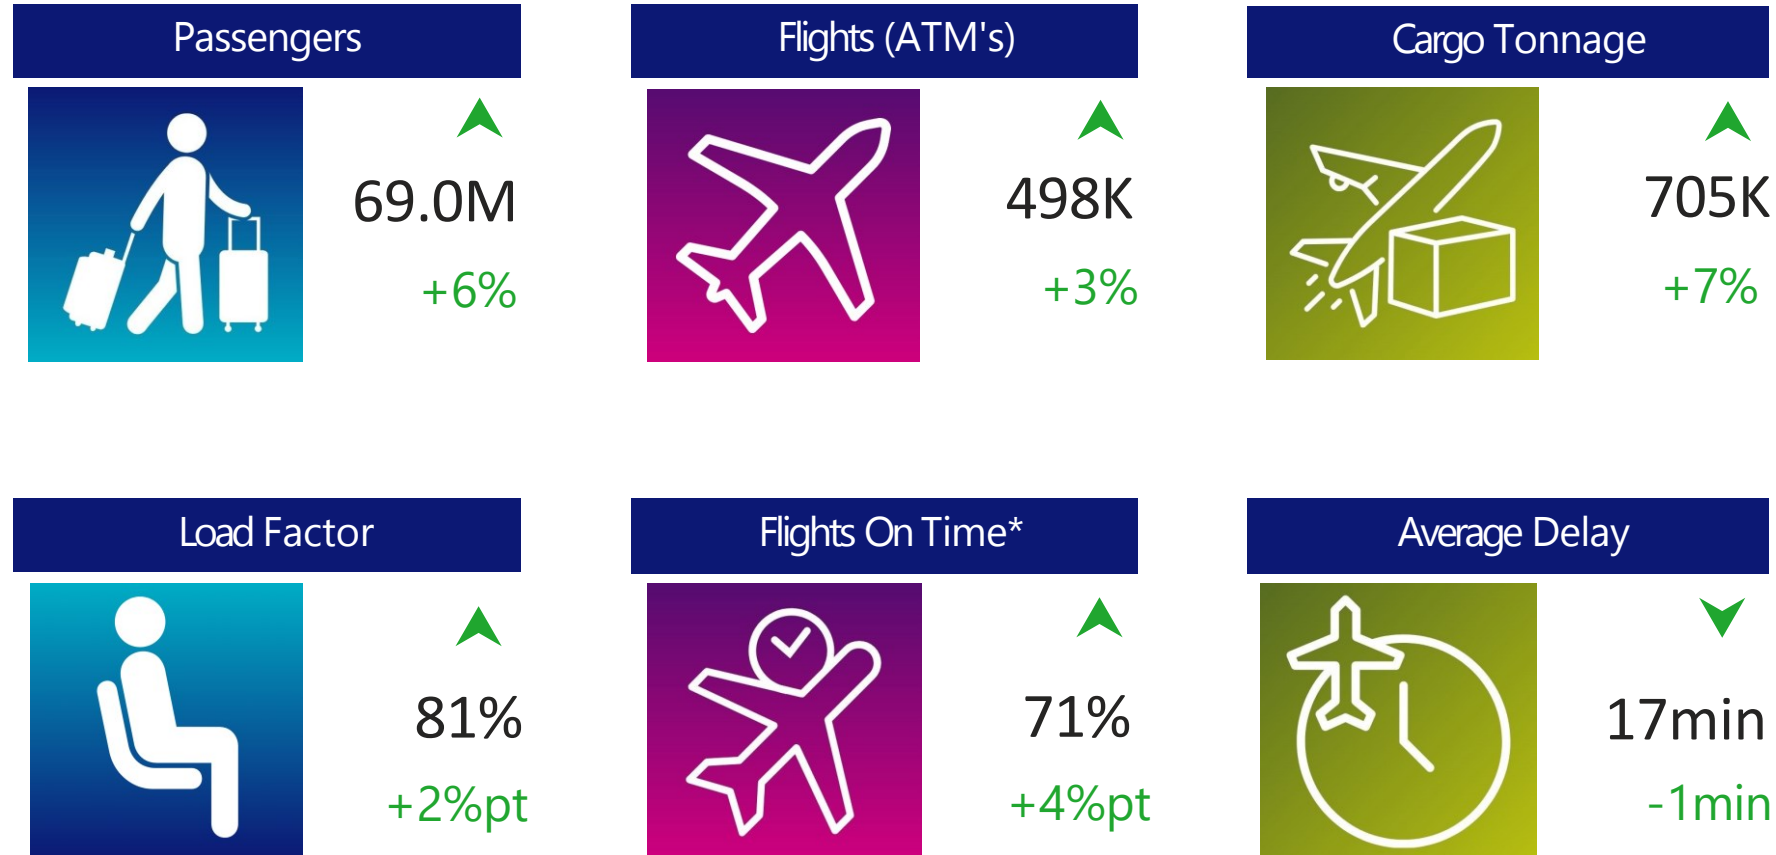 Passengers
69.0M
+6%
Flights (ATM's)
498K
+3%
Cargo Tonnage
705K
+7%
Load Factor
81%
+2%pt
Flights On Time*
71%
+4%pt
Average Delay
17min
-1min